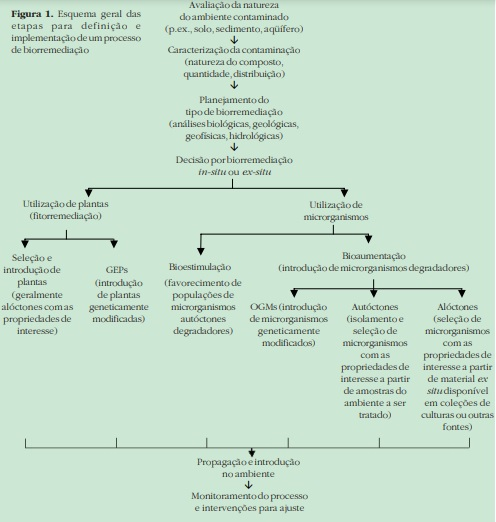 Figura 1. Esquema geral das
etapas para definição e
implementação de um processo
de biorremediação
Avaliação da natureza
do ambiente contaminado
(p.ex., solo, sedimento, aqüífero)
Caracterização da contaminação
(natureza do composto,
quantidade, distribuição)
Planejamento do
tipo de biorremediação
(análises biológicas, geológicas,
geofísicas, hidrológicas)
Decisão por biorremediação
in-situ ou ex-situ
Utilização de plantas
(fitorremediação)
Utilização de
microrganismos
Seleção e
introdução de
plantas
(geralmente
alóctones com as
propriedades de
interesse)
GEPs
(introdução
de plantas
geneticamente
modificadas)
Bioestimulação
(favorecimento de
populações de
microrganismos
autóctones
degradadores)
Bioaumentação
(introdução de microrganismos degradadores)
OGMs (introdução
de microrganismos
geneticamente
modificados)
Autóctones
(isolamento e
seleção de
microrganismos
com as
propriedades de
interesse a partir
de amostras do
ambiente a ser
tratado)
Alóctones
(seleção de
microrganismos
com as
propriedades de
interesse a partir
de material ex
situ disponível
em coleções de
culturas ou outras
fontes)
Propagação e introdução
no ambiente
Monitoramento do processo
e intervenções para ajuste